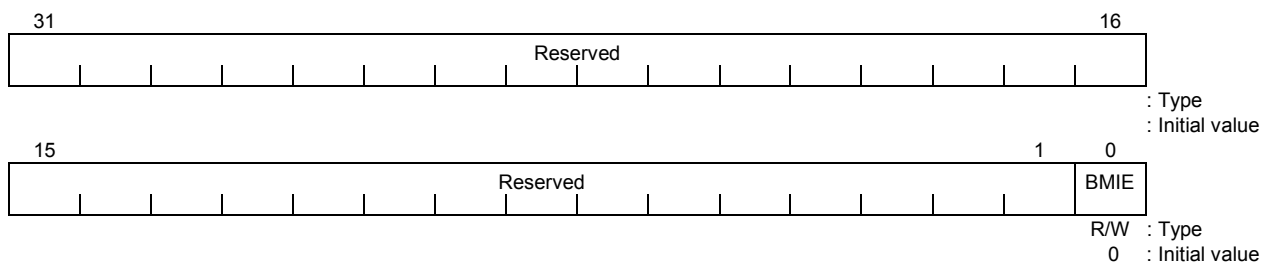 31 16
Reserved
: Type
: Initial value
15 1 0
Reserved BMIE
R/W : Type
0 : Initial value